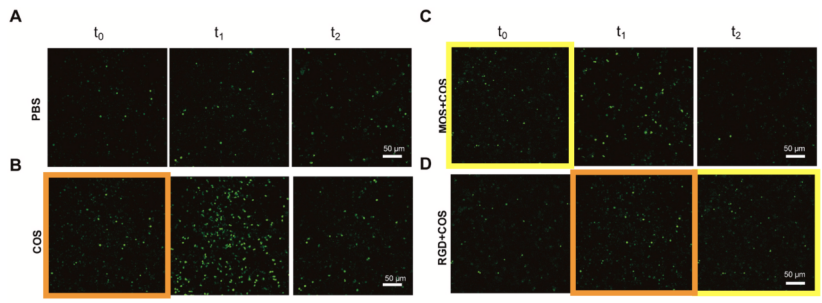 A
t0 t1 t2
PBS
50 µm
B
COS
50 µm
C
t0 t1 t2
MOS+COS
50 µm
D
RGD+COS
50 µm